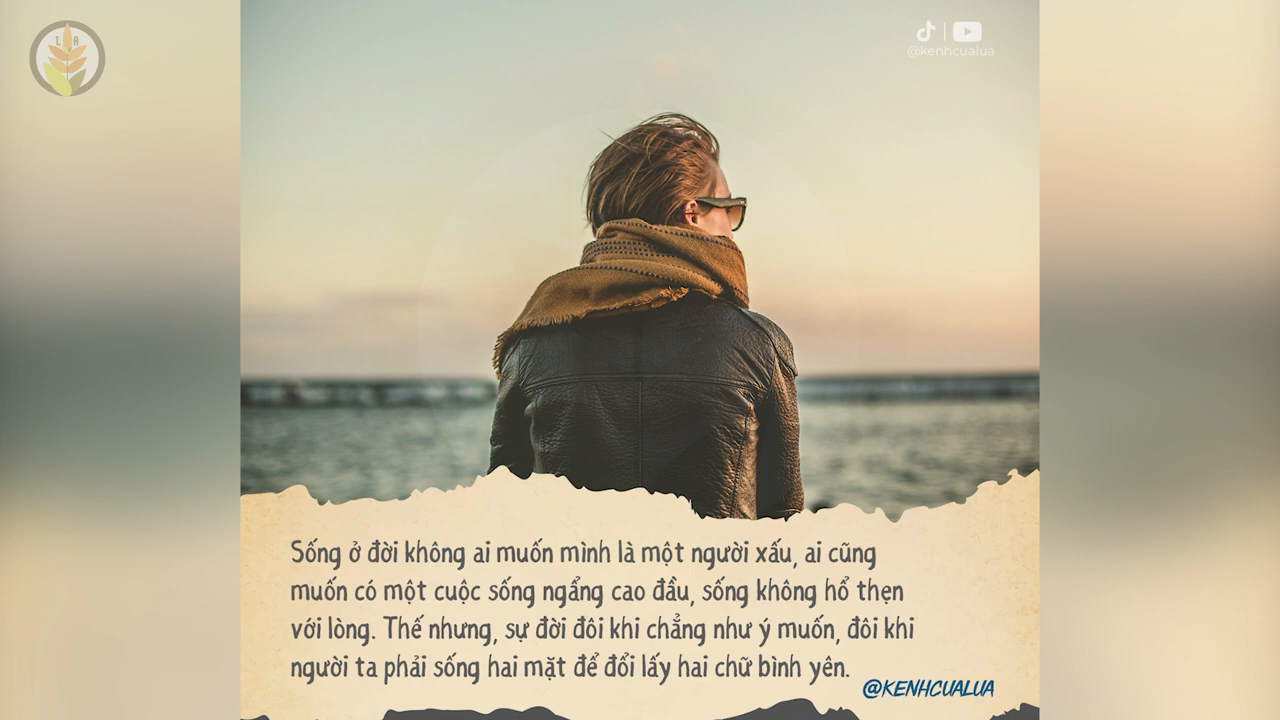 L A
@kenhcualua
Sống ở đời không ai muốn mình là một người xấu, ai cũng
muốn có một cuộc sống ngẩng cao đầu, sống không hổ thẹn
với lòng. Thế nhưng, sự đời đôi khi chẳng như ý muốn, đôi khi
người ta phải sống hai mặt để đổi lấy hai chữ bình yên.
@KENHCUALUA